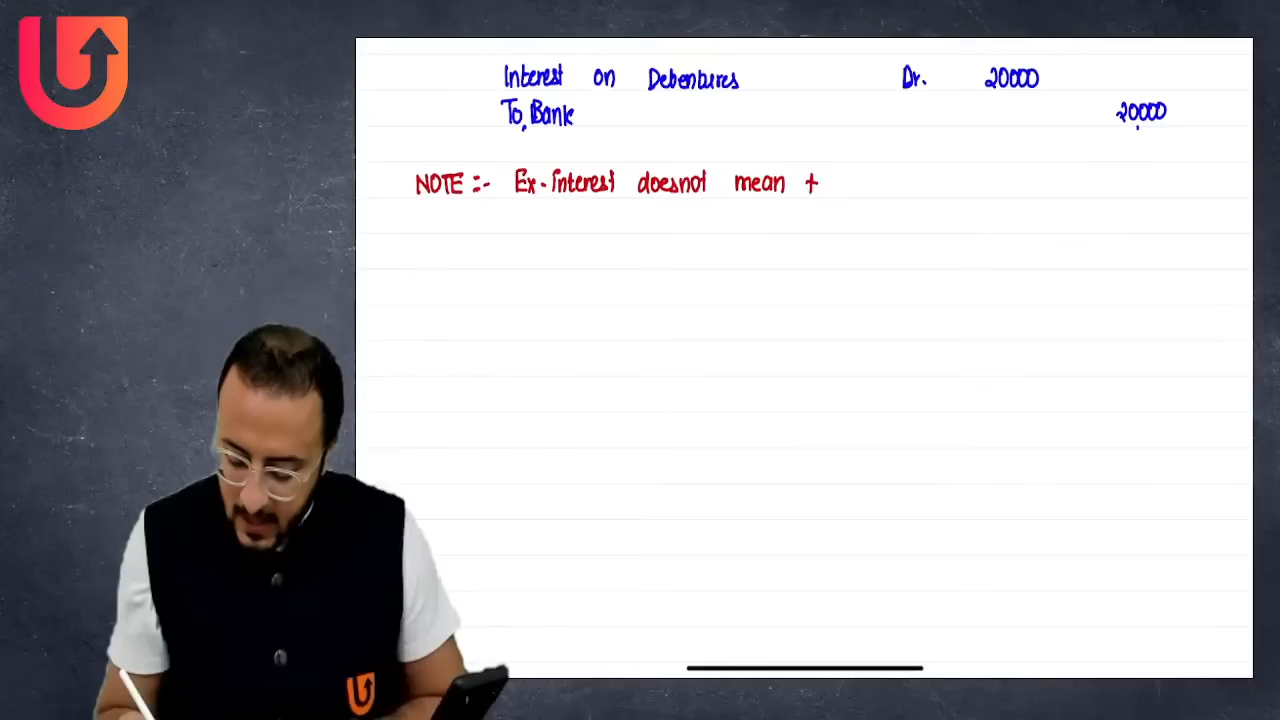 Interest on Debentures Dr. 20000
To, Bank 20000
NOTE :- Ex-Interest doesnot mean t